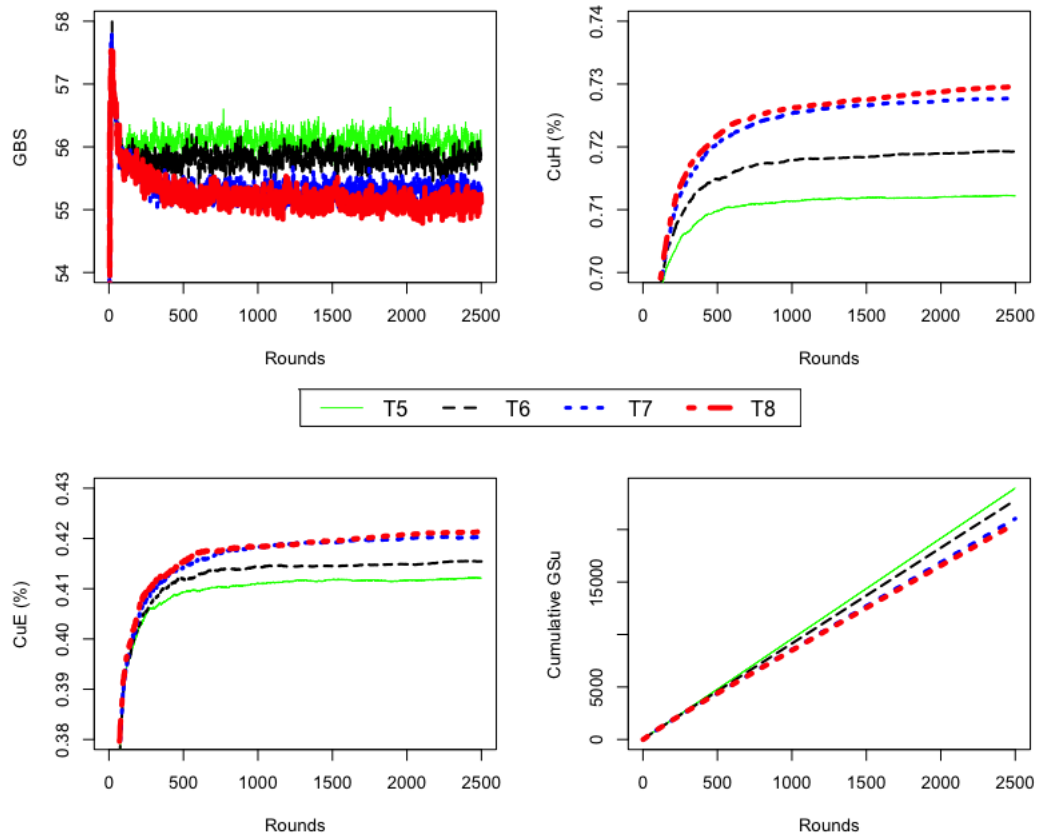 GBS
54 55 56 57 58
0 500 1000 1500 2000 2500
Rounds
CuH (%)
0.70 0.71 0.72 0.73 0.74
0 500 1000 1500 2000 2500
Rounds
T5 T6 T7 T8
CuE (%)
0.38 0.39 0.40 0.41 0.42 0.43
0 500 1000 1500 2000 2500
Rounds
Cumulative GSu
0 5000 15000
0 500 1000 1500 2000 2500
Rounds